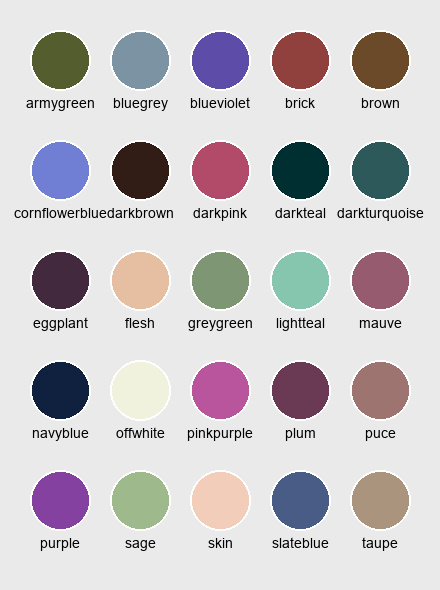 armygreen bluegrey blueviolet brick brown
cornflowerblue darkbrown darkpink darkteal darkturquoise
eggplant flesh greygreen lightteal mauve
navyblue offwhite pinkpurple plum puce
purple sage skin slateblue taupe